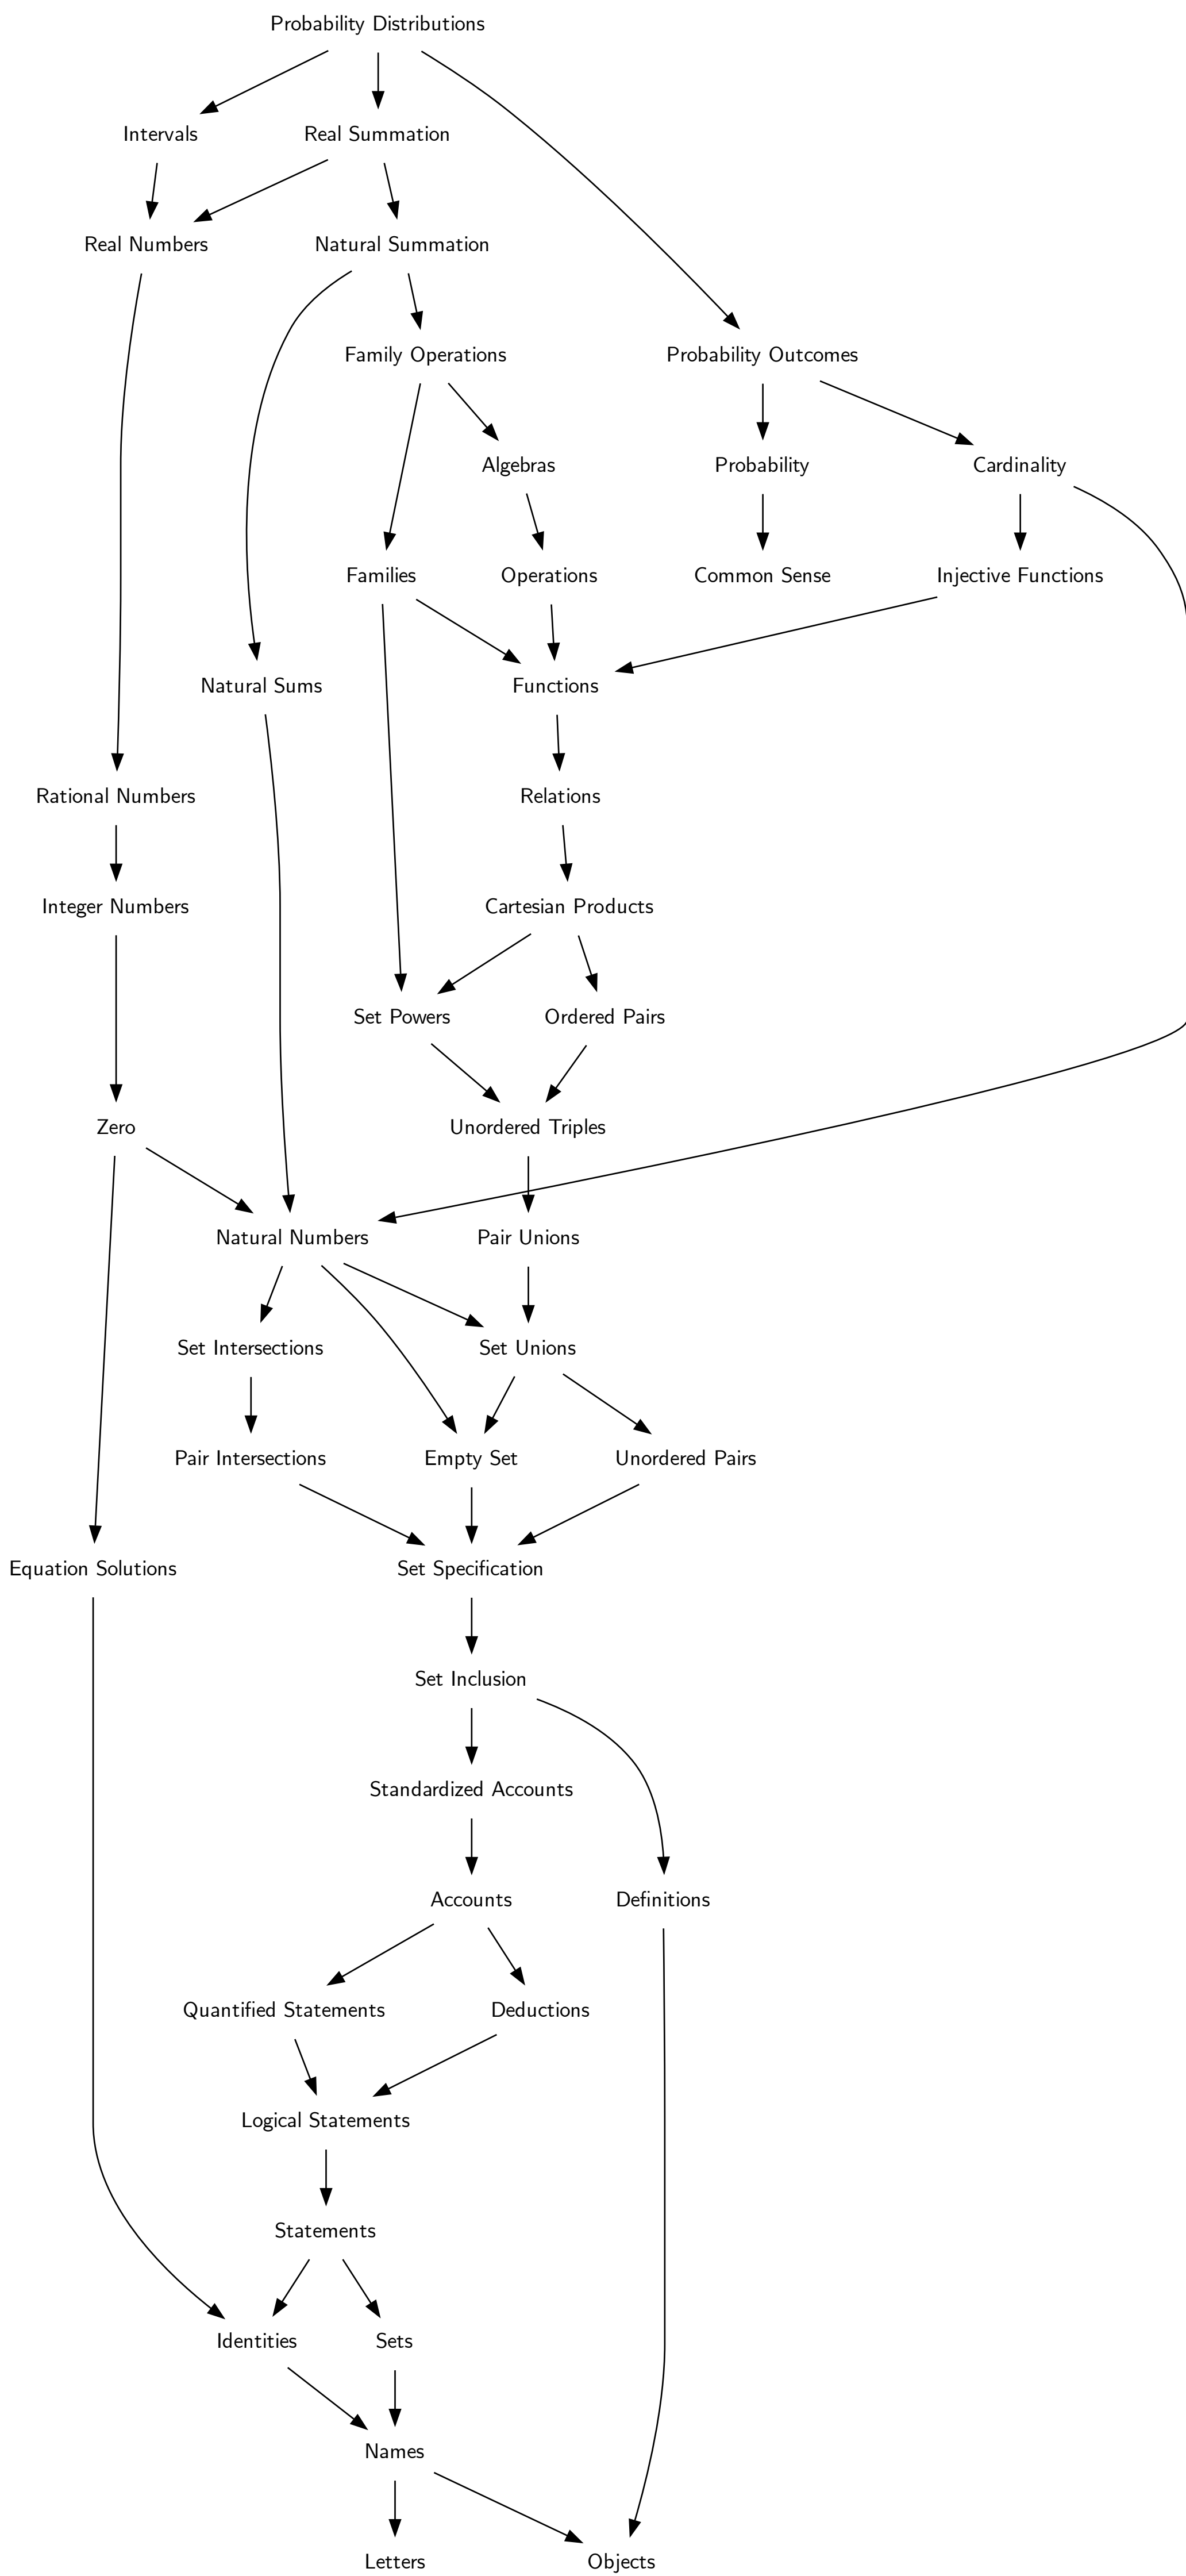 Probability Distributions
Intervals
Real Summation
Real Numbers
Natural Summation
Family Operations
Probability Outcomes
Algebras
Probability
Cardinality
Families
Operations
Common Sense
Injective Functions
Natural Sums
Functions
Rational Numbers
Relations
Integer Numbers
Cartesian Products
Set Powers
Ordered Pairs
Zero
Unordered Triples
Natural Numbers
Pair Unions
Set Intersections
Set Unions
Pair Intersections
Empty Set
Unordered Pairs
Equation Solutions
Set Specification
Set Inclusion
Standardized Accounts
Accounts
Definitions
Quantified Statements
Deductions
Logical Statements
Statements
Identities
Sets
Names
Letters
Objects